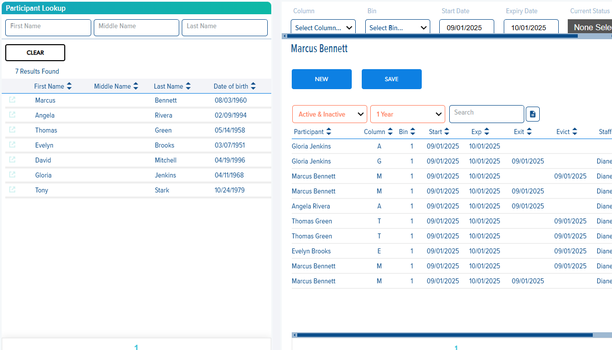 Participant Lookup
First Name Middle Name Last Name
CLEAR
7 Results Found
First Name Middle Name Last Name Date of birth
Marcus Bennett 08/03/1960
Angela Rivera 02/09/1994
Thomas Green 05/14/1958
Evelyn Brooks 03/07/1951
David Mitchell 04/19/1996
Gloria Jenkins 04/11/1968
Tony Stark 10/24/1979
1
Column Bin Start Date Expiry Date Current Status
Select Column... Select Bin... 09/01/2025 10/01/2025 None Sele
Marcus Bennett
NEW SAVE
Active & Inactive 1 Year Search
Participant Column Bin Start Exp. Exit Evict Staff
Gloria Jenkins A 1 09/01/2025 10/01/2025
Gloria Jenkins G 1 09/01/2025 10/01/2025 09/01/2025 Diane
Marcus Bennett M 1 09/01/2025 10/01/2025 09/01/2025 Diane
Marcus Bennett M 1 09/01/2025 10/01/2025 09/01/2025 Diane
Angela Rivera A 1 09/01/2025 10/01/2025 09/01/2025 Diane
Thomas Green T 1 09/01/2025 10/01/2025 09/01/2025 Diane
Thomas Green T 1 09/01/2025 10/01/2025 09/01/2025 Diane
Evelyn Brooks E 1 09/01/2025 10/01/2025 09/01/2025 Diane
Marcus Bennett M 1 09/01/2025 10/01/2025 09/01/2025 Diane
Marcus Bennett M 1 09/01/2025 10/01/2025 09/01/2025 Diane
1